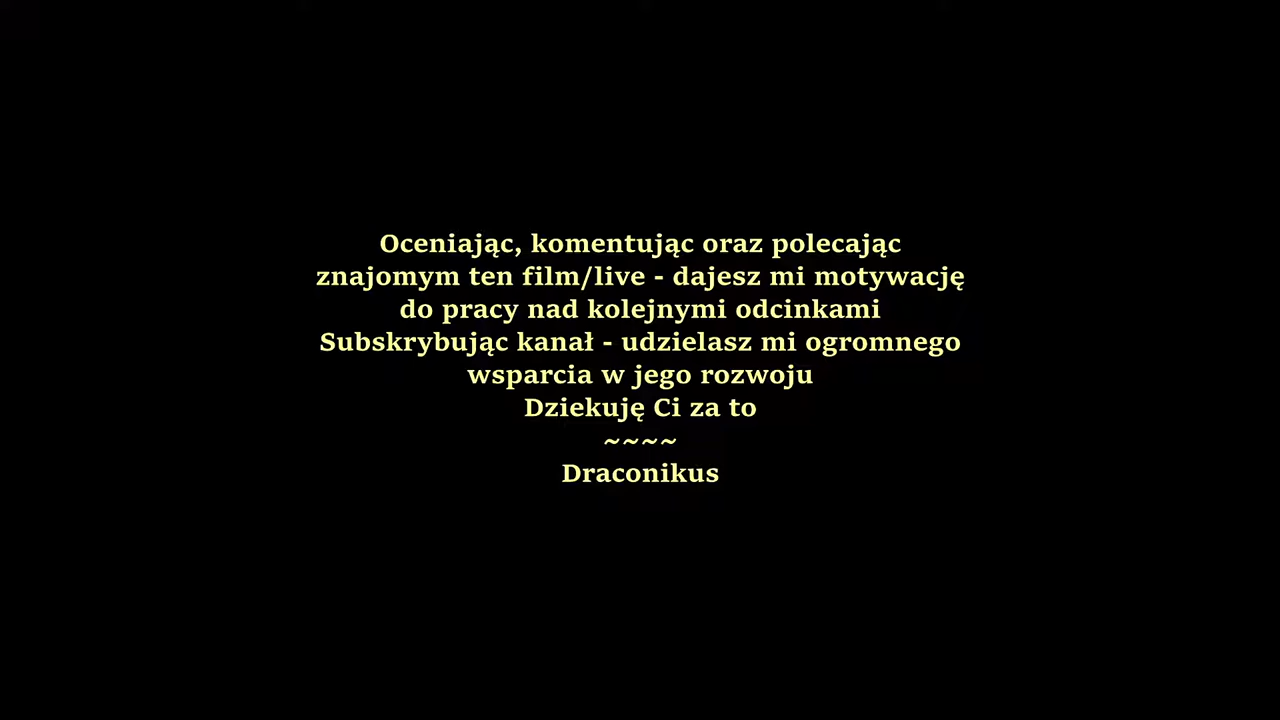 Oceniając, komentując oraz polecając
znajomym ten film/live - dajesz mi motywację
do pracy nad kolejnymi odcinkami
Subskrybując kanał - udzielasz mi ogromnego
wsparcia w jego rozwoju
Dziekuję Ci za to
~~~~
Draconikus